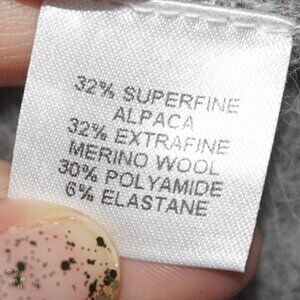 32% SUPERFINE
ALPACA
32% EXTRAFINE
MERINO WOOL
30% POLYAMIDE
6% ELASTANE